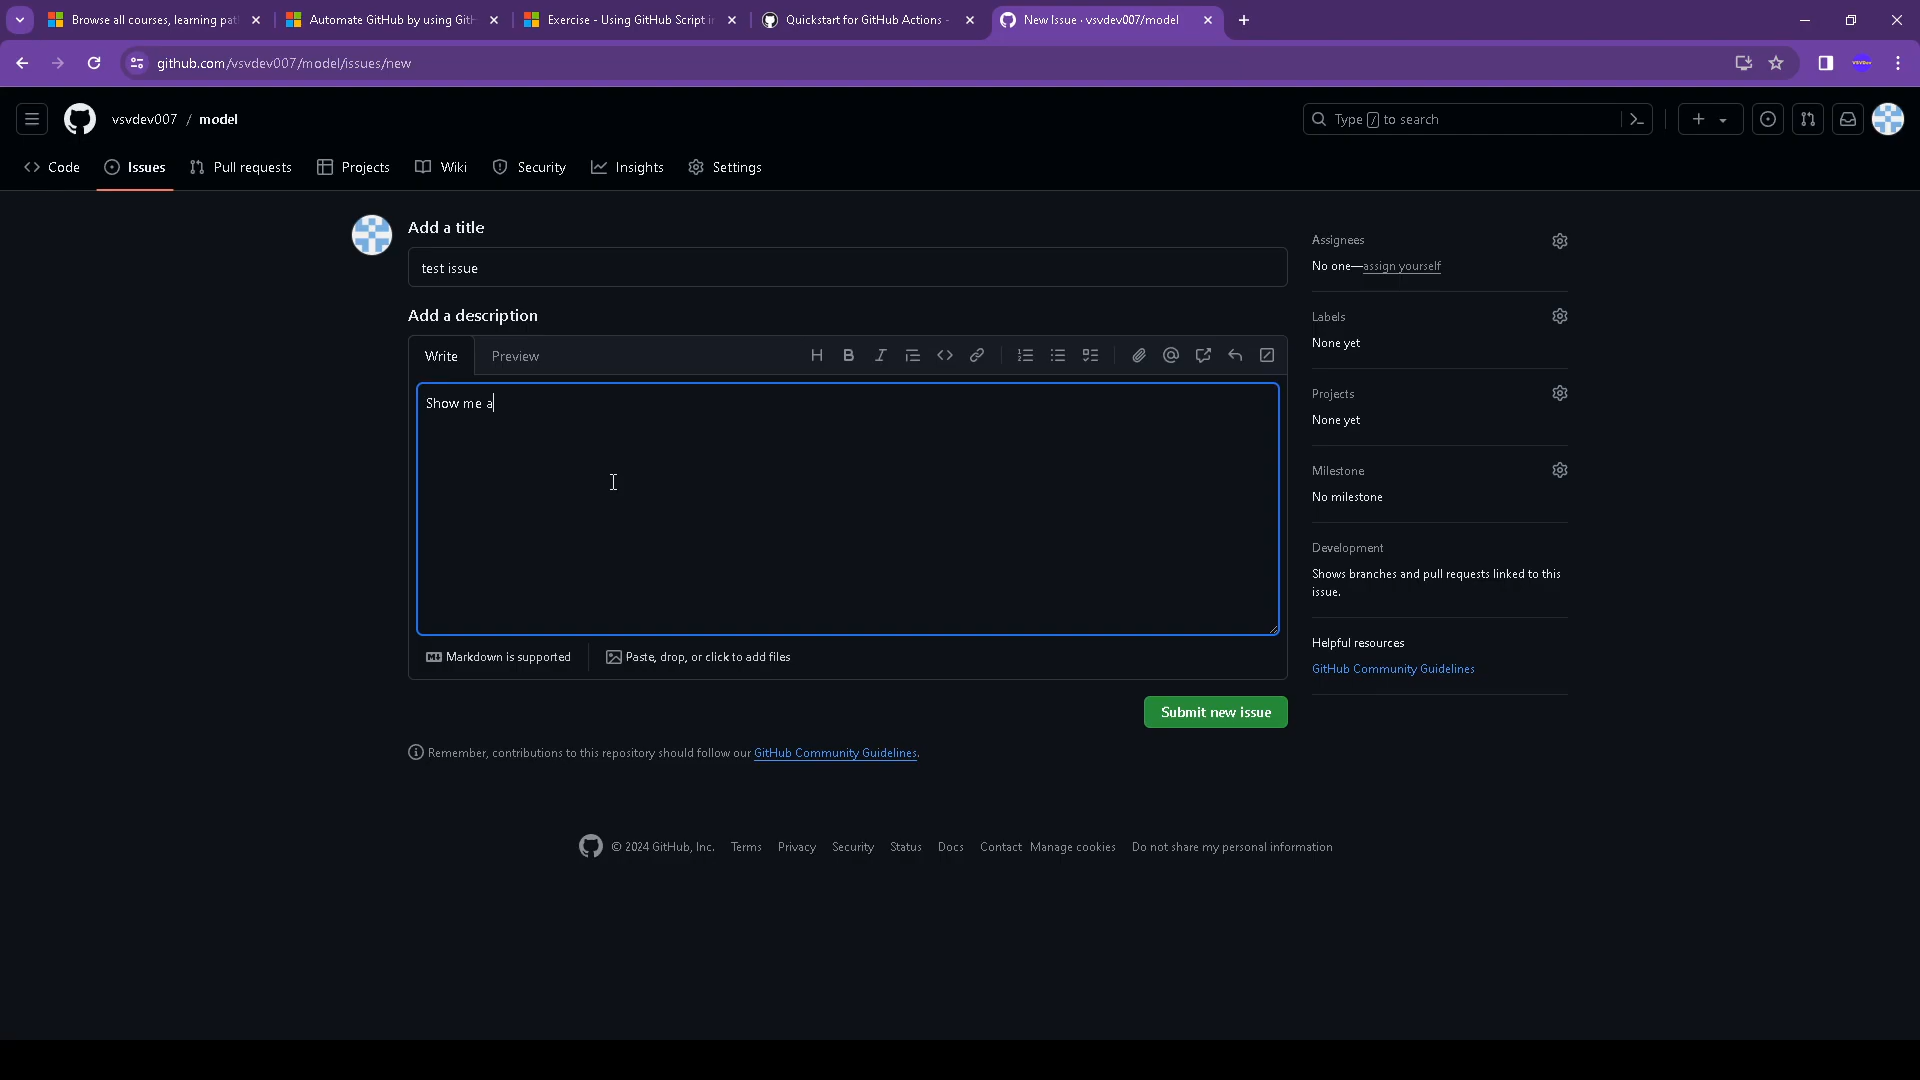 Browse all courses, learning pat
Automate GitHub by using GitH
Exercise - Using GitHub Script in
Quickstart for GitHub Actions -
New Issue · vsvdev007/model
github.com/vsvdev007/model/issues/new
vsvdev007 / model
Type / to search
Code
Issues
Pull requests
Projects
Wiki
Security
Insights
Settings
Add a title
test issue
Add a description
Write
Preview
H B I
Show me a
Markdown is supported
Paste, drop, or click to add files
Submit new issue
Remember, contributions to this repository should follow our GitHub Community Guidelines.
Assignees
No one—assign yourself
Labels
None yet
Projects
None yet
Milestone
No milestone
Development
Shows branches and pull requests linked to this
issue.
Helpful resources
GitHub Community Guidelines
© 2024 GitHub, Inc. Terms Privacy Security Status Docs Contact Manage cookies Do not share my personal information